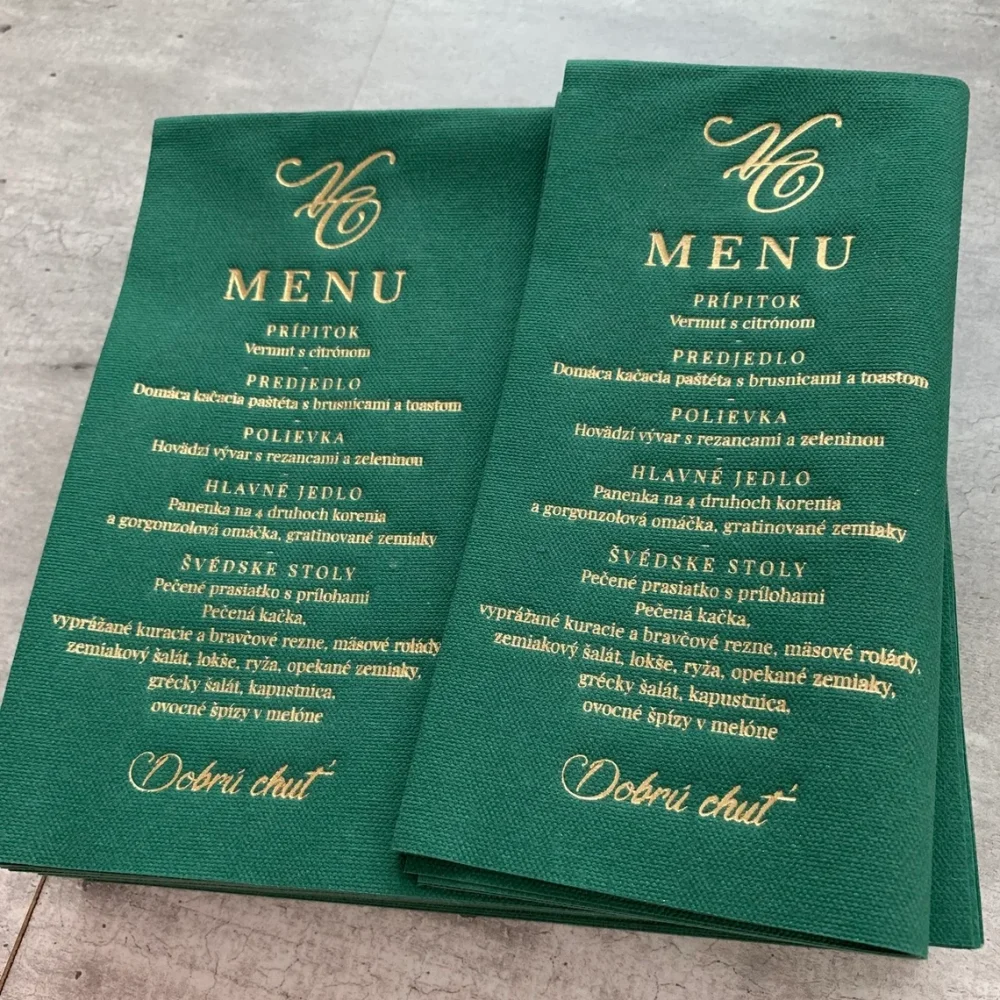 VE
MENU
PRÍPITOK
Vermut s citrónom
-
PREDJEDLO
Domáca kačacia paštéta s brusnicami a toastom
-
POLIEVKA
Hovädzí vývar s rezancami a zeleninou
-
HLAVNÉ JEDLO
Panenka na 4 druhoch korenia
a gorgonzolová omáčka, gratinované zemiaky
-
ŠVÉDSKE STOLY
Pečené prasiatko s prílohami
Pečená kačka,
vyprážané kuracie a bravčové rezne, mäsové rolády,
zemiakový šalát, lokše, ryža, opekané zemiaky,
grécky šalát, kapustnica,
ovocné špízy v melóne
Dobrú chuť
VE
MENU
PRÍPITOK
Vermut s citrónom
-
PREDJEDLO
Domáca kačacia paštéta s brusnicami a toastom
-
POLIEVKA
Hovädzí vývar s rezancami a zeleninou
-
HLAVNÉ JEDLO
Panenka na 4 druhoch korenia
a gorgonzolová omáčka, gratinované zemiaky
-
ŠVÉDSKE STOLY
Pečené prasiatko s prílohami
Pečená kačka,
vyprážané kuracie a bravčové rezne, mäsové rolády,
zemiakový šalát, lokše, ryža, opekané zemiaky,
grécky šalát, kapustnica,
ovocné špízy v melóne
Dobrú chuť